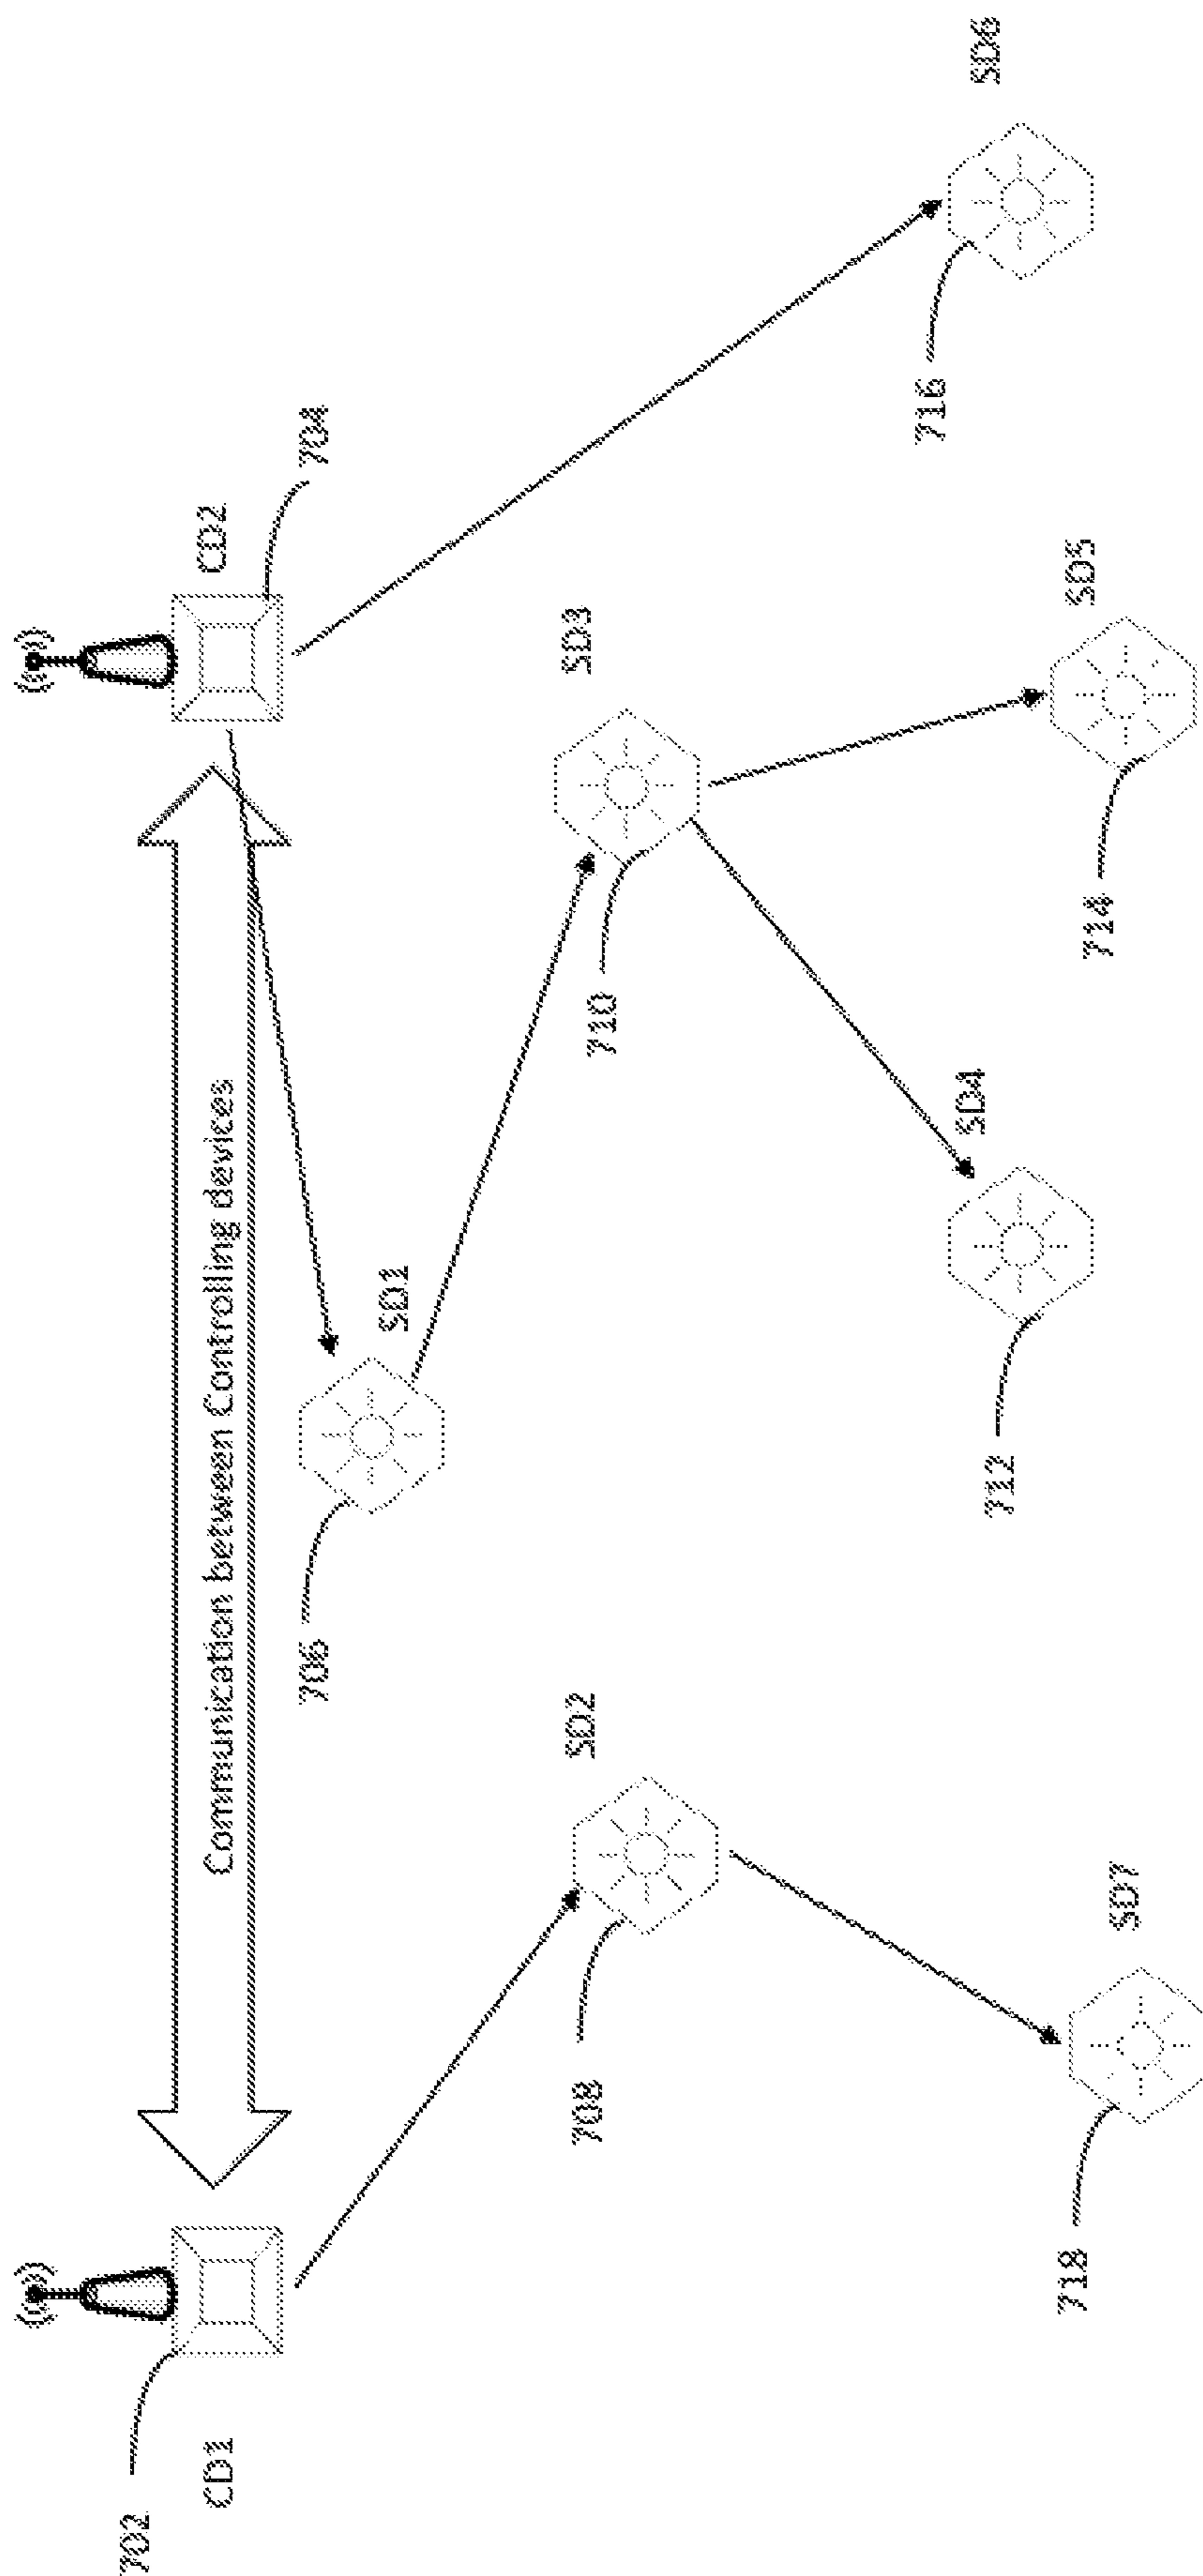 702
CD1
Communication between Controlling devices
CD2
704
706
SD1
708
SD2
710
SD3
712
SD4
714
SD5
716
SD6
718
SD7